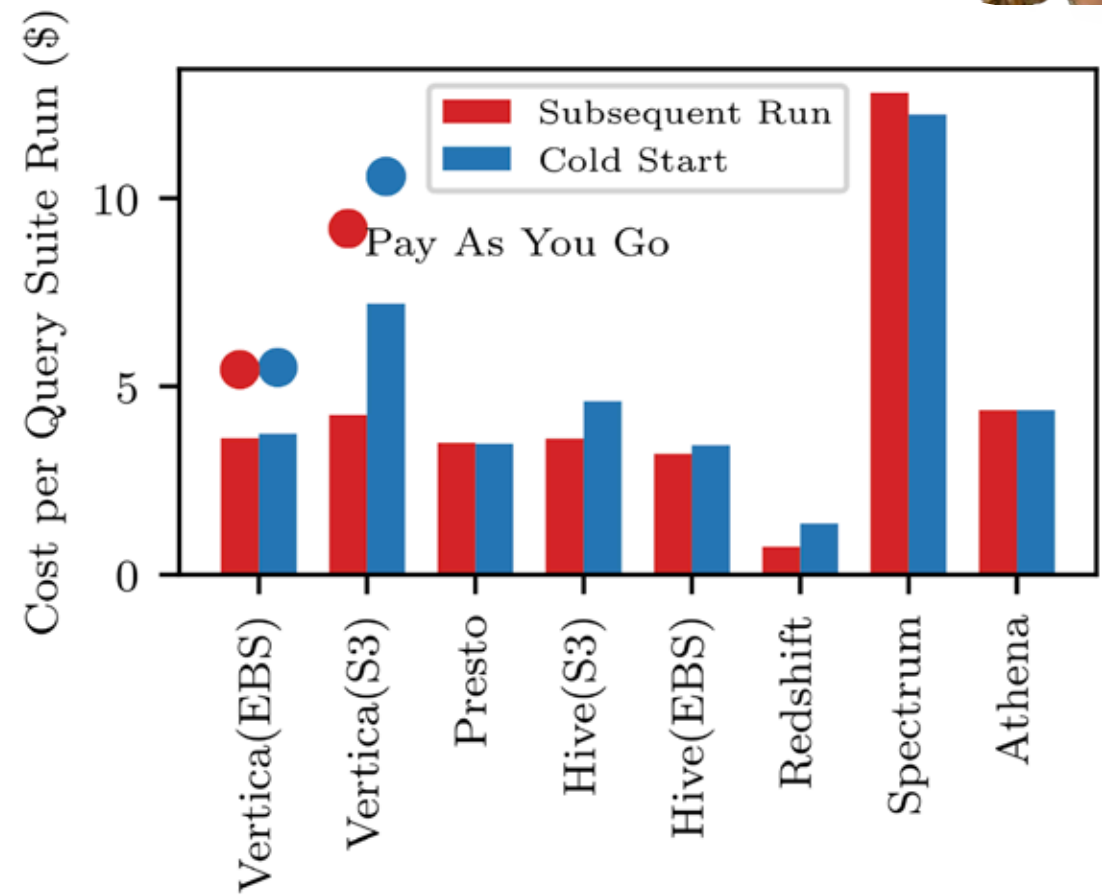 Cost per Query Suite Run ($)
10
5
0
Subsequent Run
Cold Start
Pay As You Go
Vertica(EBS)
Vertica(S3)
Presto
Hive(S3)
Hive(EBS)
Redshift
Spectrum
Athena